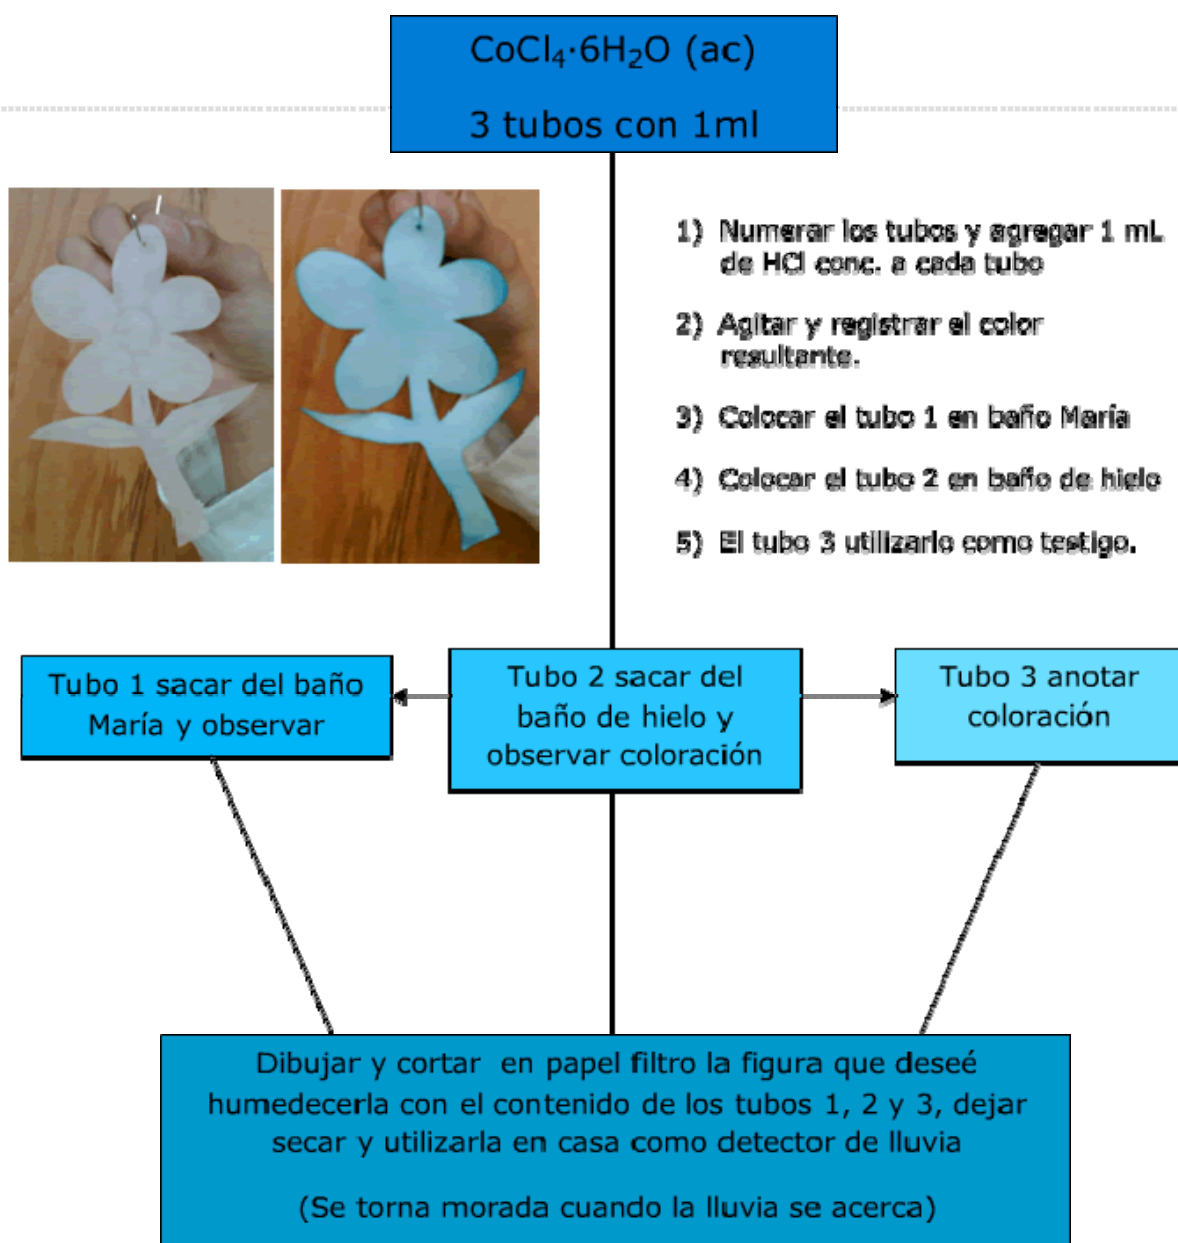 CoCl₄·6H₂O (ac)
3 tubos con 1ml
1) Numerar los tubos y agregar 1 mL
de HCl conc. a cada tubo
2) Agitar y registrar el color
resultante.
3) Colocar el tubo 1 en baño María
4) Colocar el tubo 2 en baño de hielo
5) El tubo 3 utilizarlo como testigo.
Tubo 1 sacar del baño
María y observar
Tubo 2 sacar del
baño de hielo y
observar coloración
Tubo 3 anotar
coloración
Dibujar y cortar en papel filtro la figura que deseé
humedecerla con el contenido de los tubos 1, 2 y 3, dejar
secar y utilizarla en casa como detector de lluvia
(Se torna morada cuando la lluvia se acerca)